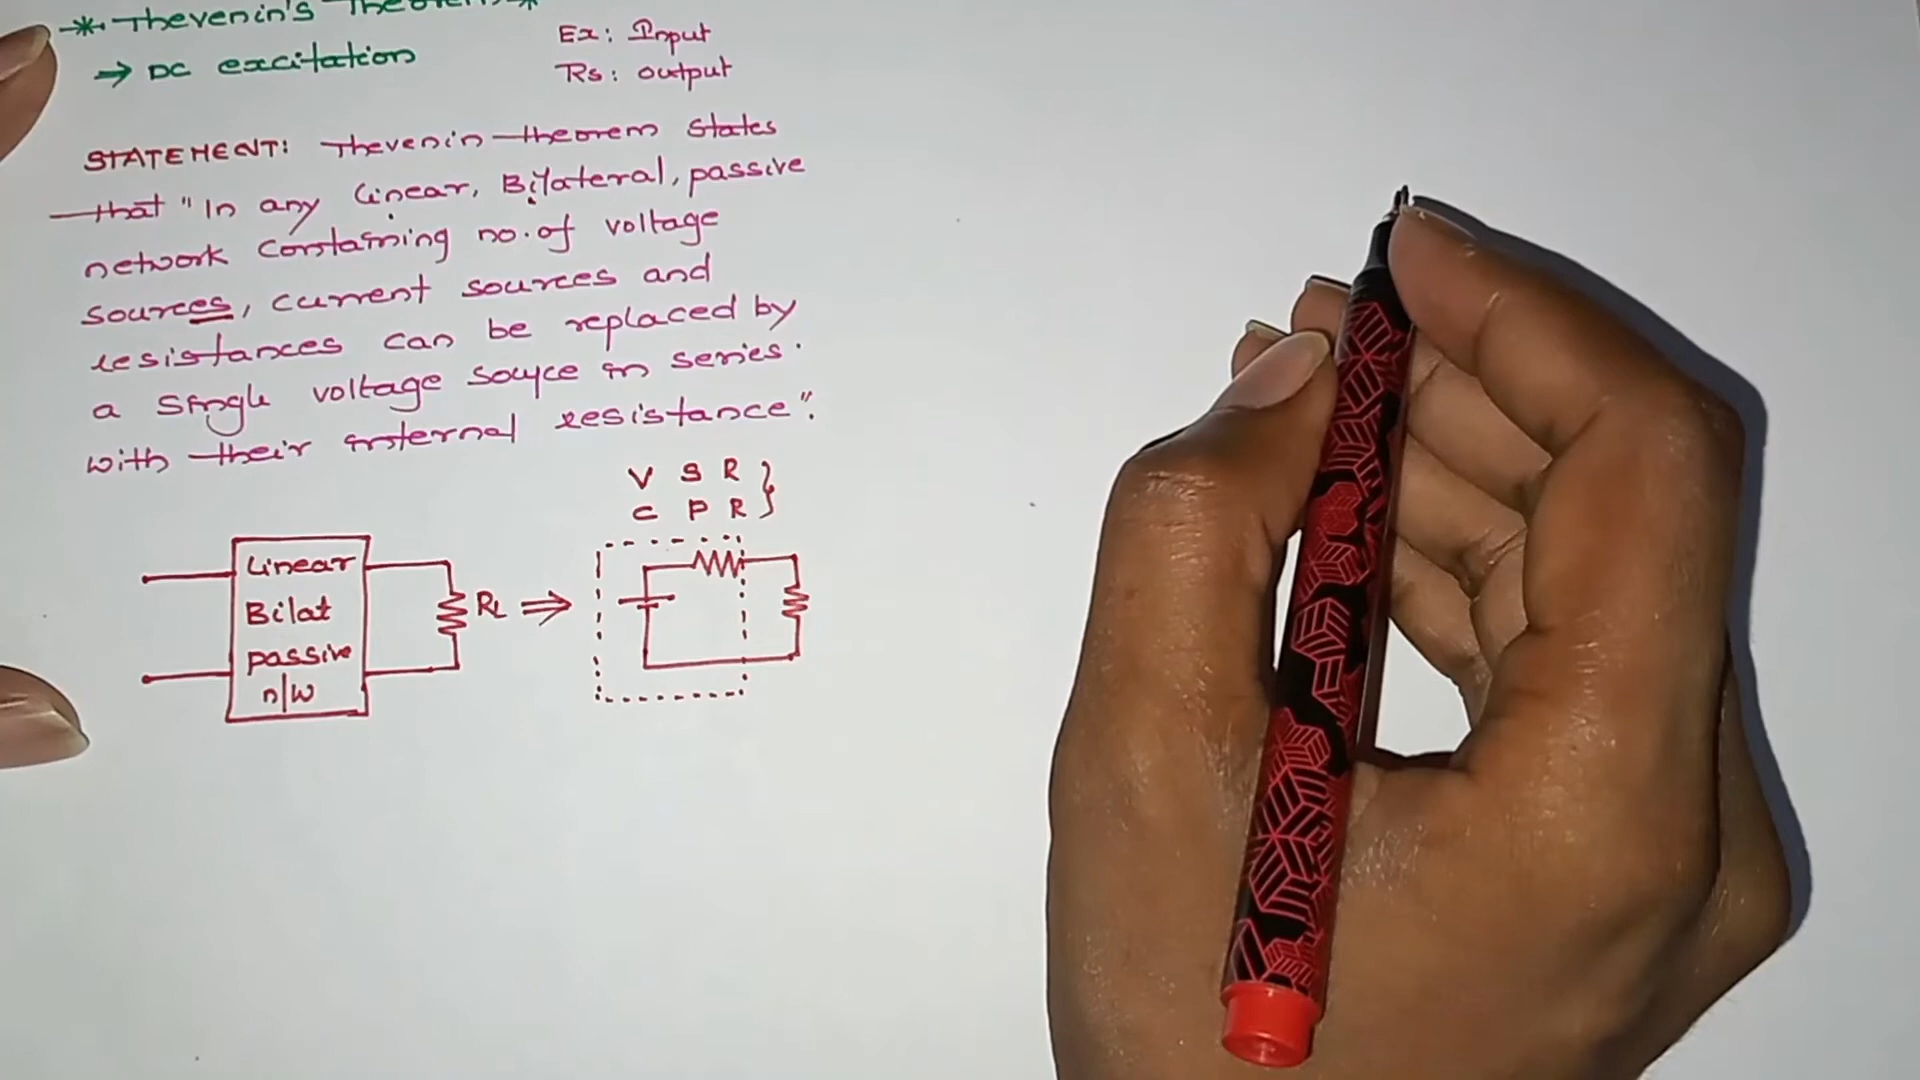 * Thevenin's Theorem *
→ DC excitation
Ex: Input
Rs: output
STATEMENT: Thevenin theorem states
that "In any linear, Bilateral, passive
network containing no. of voltage
sources, current sources and
resistances can be replaced by
a single voltage source in series.
with their internal resistance".
V S R }
C P R
Linear
Bilat
passive
n/w
RL ⇒